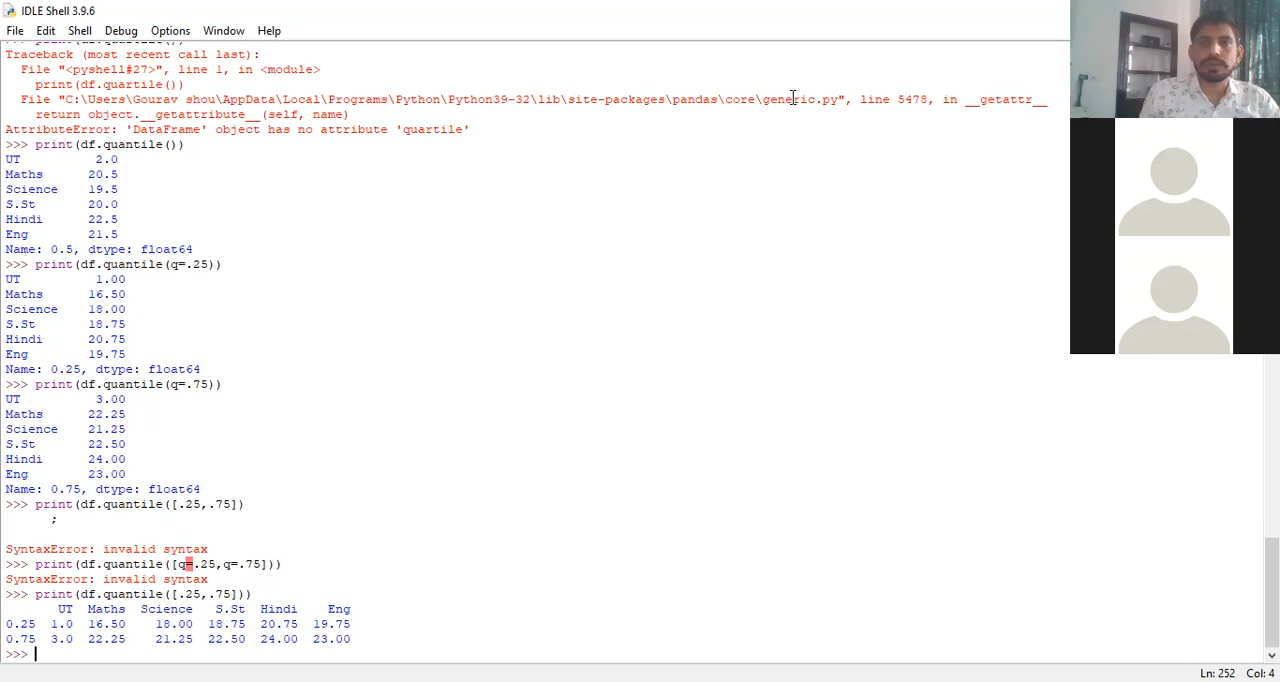 IDLE Shell 3.9.6
File Edit Shell Debug Options Window Help
>>> print(df.quartile())
Traceback (most recent call last):
  File "<pyshell#27>", line 1, in <module>
    print(df.quartile())
  File "C:\Users\Gourav shou\AppData\Local\Programs\Python\Python39-32\lib\site-packages\pandas\core\generic.py", line 5478, in __getattr__
    return object.__getattribute__(self, name)
AttributeError: 'DataFrame' object has no attribute 'quartile'
>>> print(df.quantile())
UT          2.0
Maths      20.5
Science    19.5
S.St       20.0
Hindi      22.5
Eng        21.5
Name: 0.5, dtype: float64
>>> print(df.quantile(q=.25))
UT          1.00
Maths      16.50
Science    18.00
S.St       18.75
Hindi      20.75
Eng        19.75
Name: 0.25, dtype: float64
>>> print(df.quantile(q=.75))
UT          3.00
Maths      22.25
Science    21.25
S.St       22.50
Hindi      24.00
Eng        23.00
Name: 0.75, dtype: float64
>>> print(df.quantile([.25,.75])
;
SyntaxError: invalid syntax
>>> print(df.quantile([q=.25,q=.75]))
SyntaxError: invalid syntax
>>> print(df.quantile([.25,.75]))
       UT  Maths  Science   S.St  Hindi    Eng
0.25  1.0  16.50    18.00  18.75  20.75  19.75
0.75  3.0  22.25    21.25  22.50  24.00  23.00
>>>
Ln: 252 Col: 4